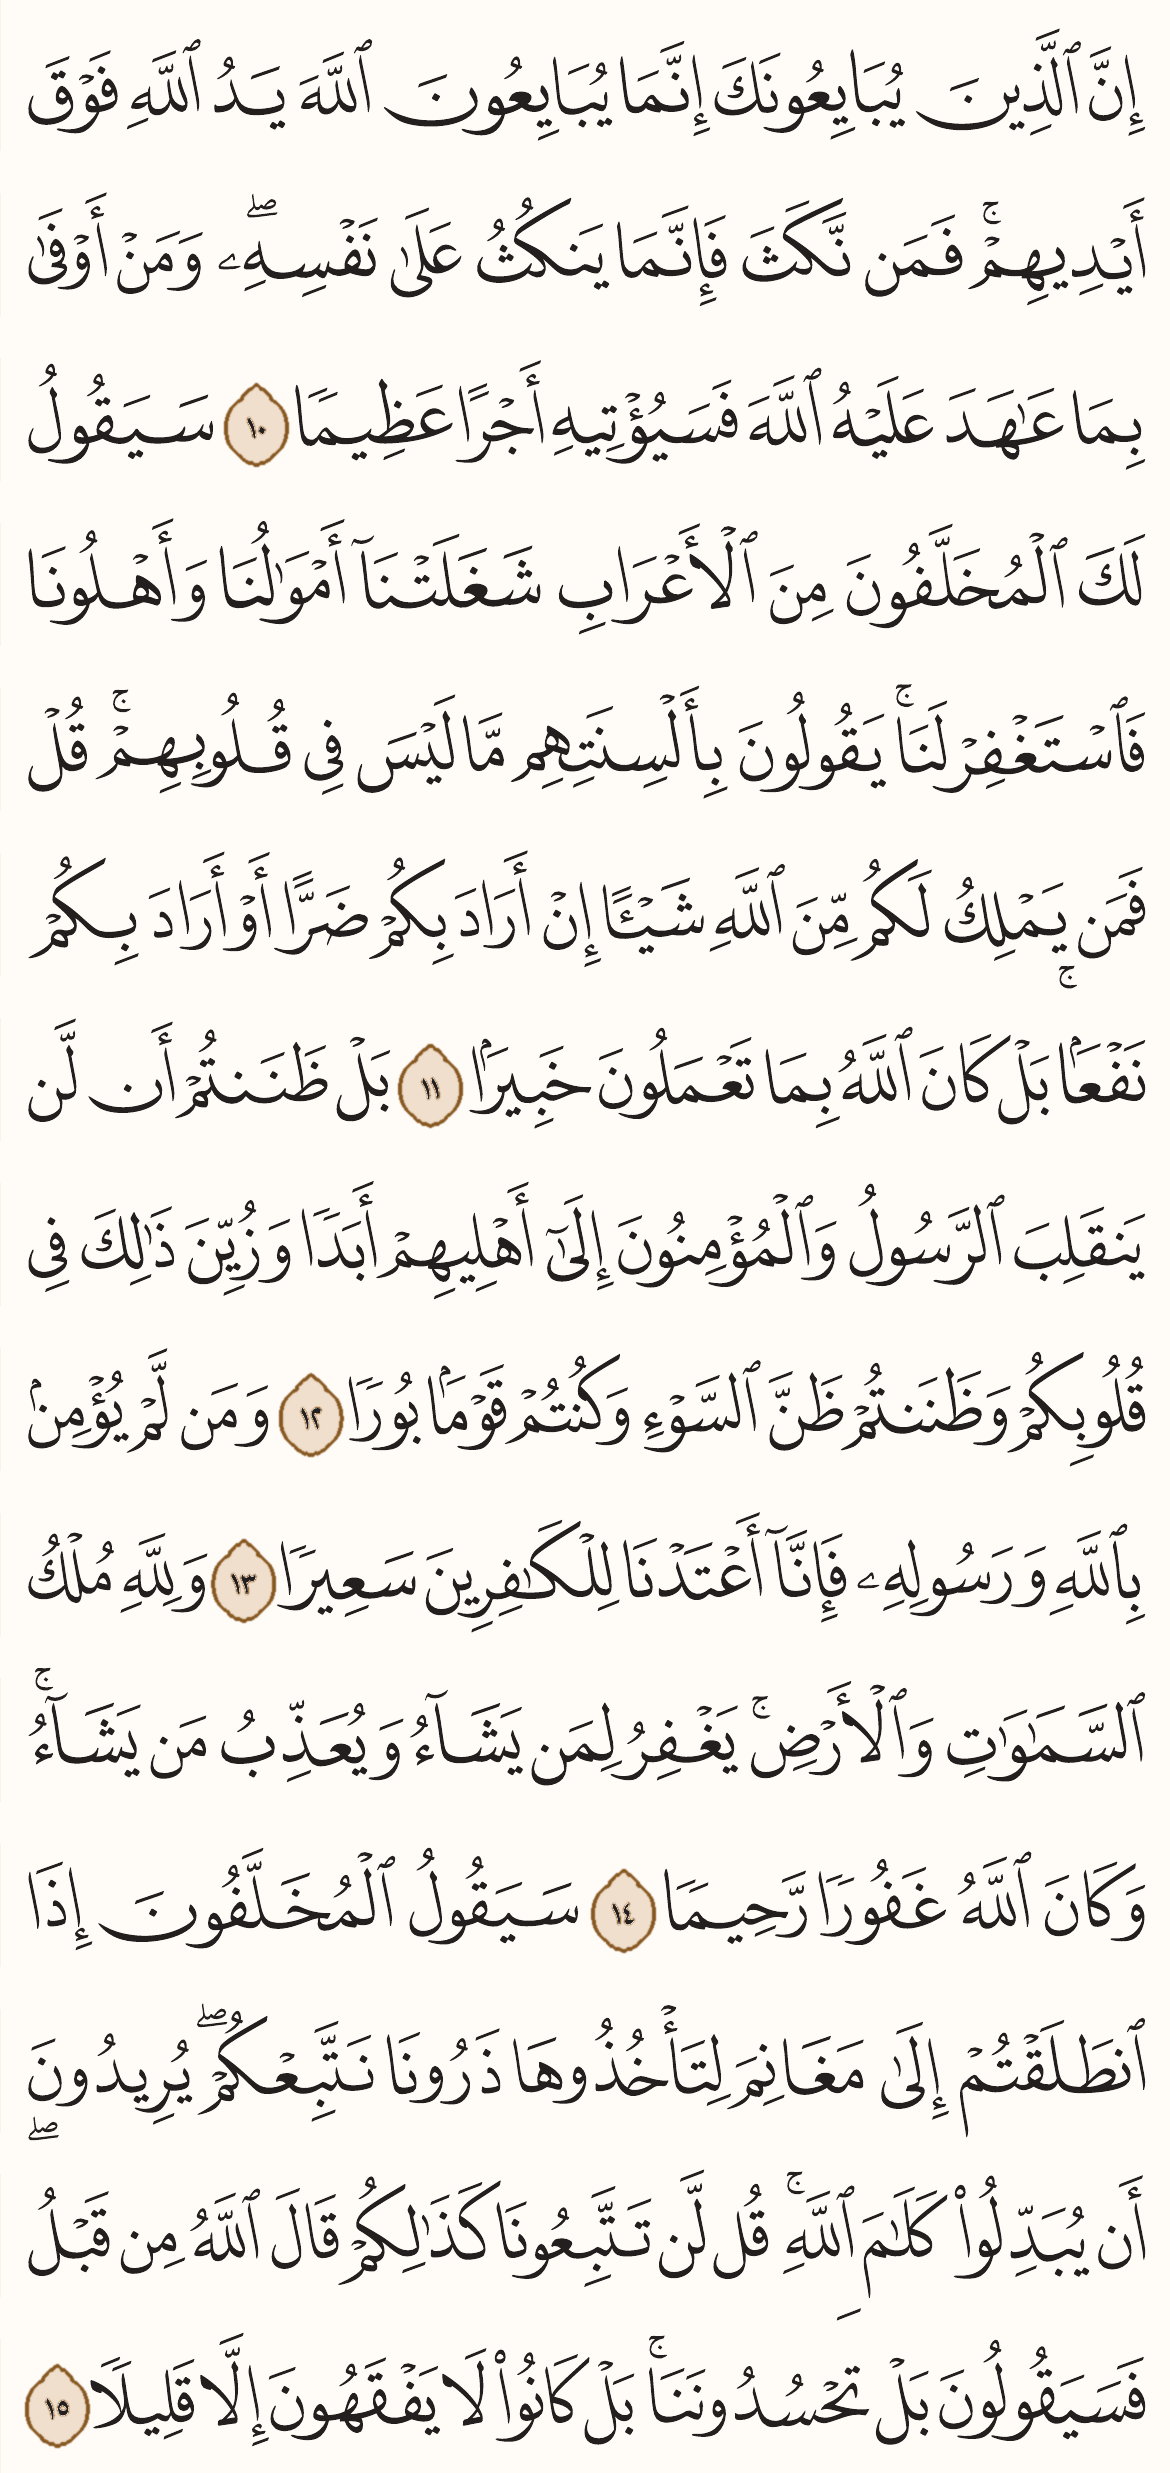 إِنَّ ٱلَّذِينَ يُبَايِعُونَكَ إِنَّمَا يُبَايِعُونَ ٱللَّهَ يَدُ ٱللَّهِ فَوْقَ
أَيْدِيهِمْ ۚ فَمَن نَّكَثَ فَإِنَّمَا يَنكُثُ عَلَىٰ نَفْسِهِۦ ۖ وَمَنْ أَوْفَىٰ
بِمَا عَٰهَدَ عَلَيْهُ ٱللَّهَ فَسَيُؤْتِيهِ أَجْرًا عَظِيمًا ١٠ سَيَقُولُ
لَكَ ٱلْمُخَلَّفُونَ مِنَ ٱلْأَعْرَابِ شَغَلَتْنَآ أَمْوَٰلُنَا وَأَهْلُونَا
فَٱسْتَغْفِرْ لَنَا ۚ يَقُولُونَ بِأَلْسِنَتِهِم مَّا لَيْسَ فِى قُلُوبِهِمْ ۚ قُلْ
فَمَن يَمْلِكُ لَكُم مِّنَ ٱللَّهِ شَيْـًٔا إِنْ أَرَادَ بِكُمْ ضَرًّا أَوْ أَرَادَ بِكُمْ
نَفْعًۢا ۚ بَلْ كَانَ ٱللَّهُ بِمَا تَعْمَلُونَ خَبِيرًۢا ١١ بَلْ ظَنَنتُمْ أَن لَّن
يَنقَلِبَ ٱلرَّسُولُ وَٱلْمُؤْمِنُونَ إِلَىٰٓ أَهْلِيهِمْ أَبَدًا وَزُيِّنَ ذَٰلِكَ فِى
قُلُوبِكُمْ وَظَنَنتُمْ ظَنَّ ٱلسَّوْءِ وَكُنتُمْ قَوْمًۢا بُورًا ١٢ وَمَن لَّمْ يُؤْمِنۢ
بِٱللَّهِ وَرَسُولِهِۦ فَإِنَّآ أَعْتَدْنَا لِلْكَٰفِرِينَ سَعِيرًا ١٣ وَلِلَّهِ مُلْكُ
ٱلسَّمَٰوَٰتِ وَٱلْأَرْضِ ۚ يَغْفِرُ لِمَن يَشَآءُ وَيُعَذِّبُ مَن يَشَآءُ ۚ
وَكَانَ ٱللَّهُ غَفُورًا رَّحِيمًا ١٤ سَيَقُولُ ٱلْمُخَلَّفُونَ إِذَا
ٱنطَلَقْتُمْ إِلَىٰ مَغَانِمَ لِتَأْخُذُوهَا ذَرُونَا نَتَّبِعْكُمْ ۖ يُرِيدُونَ
أَن يُبَدِّلُوا۟ كَلَٰمَ ٱللَّهِ ۚ قُل لَّن تَتَّبِعُونَا كَذَٰلِكُمْ قَالَ ٱللَّهُ مِن قَبْلُ ۖ
فَسَيَقُولُونَ بَلْ تَحْسُدُونَنَا ۚ بَلْ كَانُوا۟ لَا يَفْقَهُونَ إِلَّا قَلِيلًا ١٥